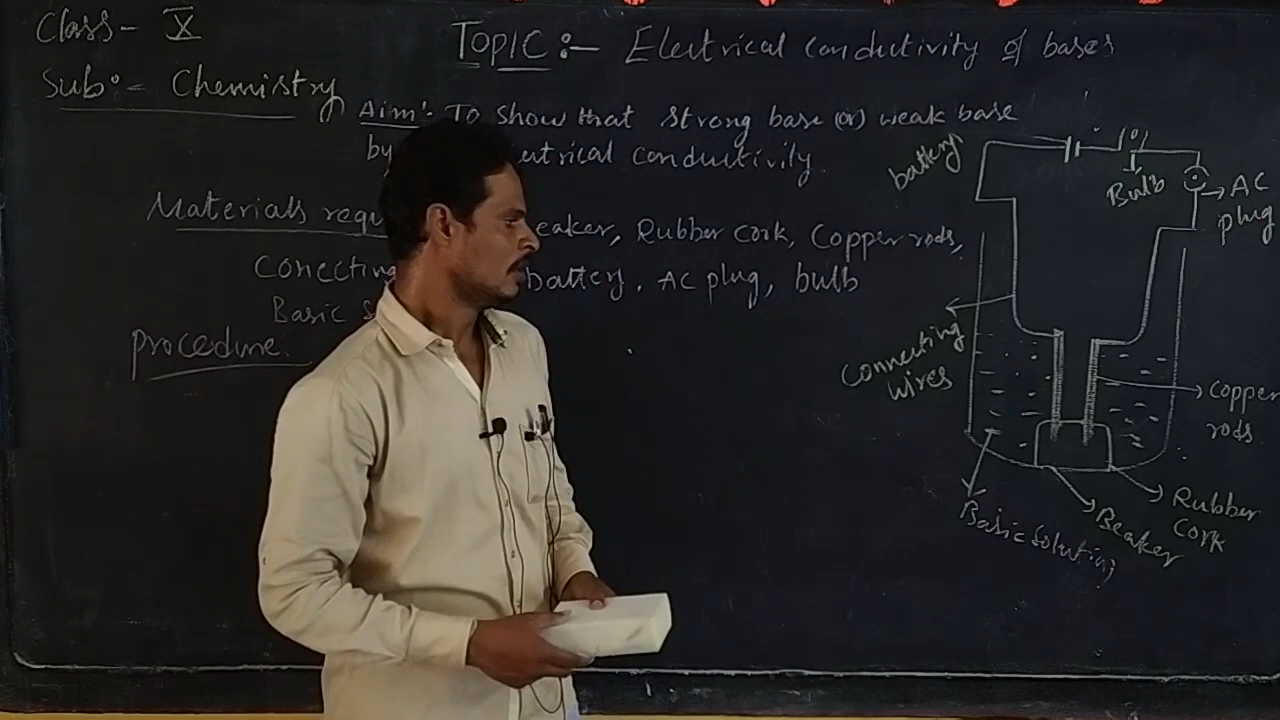 Class- X
Sub:- Chemistry
TOPIC:- Electrical conductivity of bases
Aim:- To show that strong base (or) weak base
by utrical conductivity.
Materials requ eaker, Rubber cork, Copper rods,
Conecting battery, AC plug, bulb
Basic s
procedure.
battery
Bulb
AC
plug
connecting
wires
copper
rods
Rubber
cork
Beaker
Basic solution